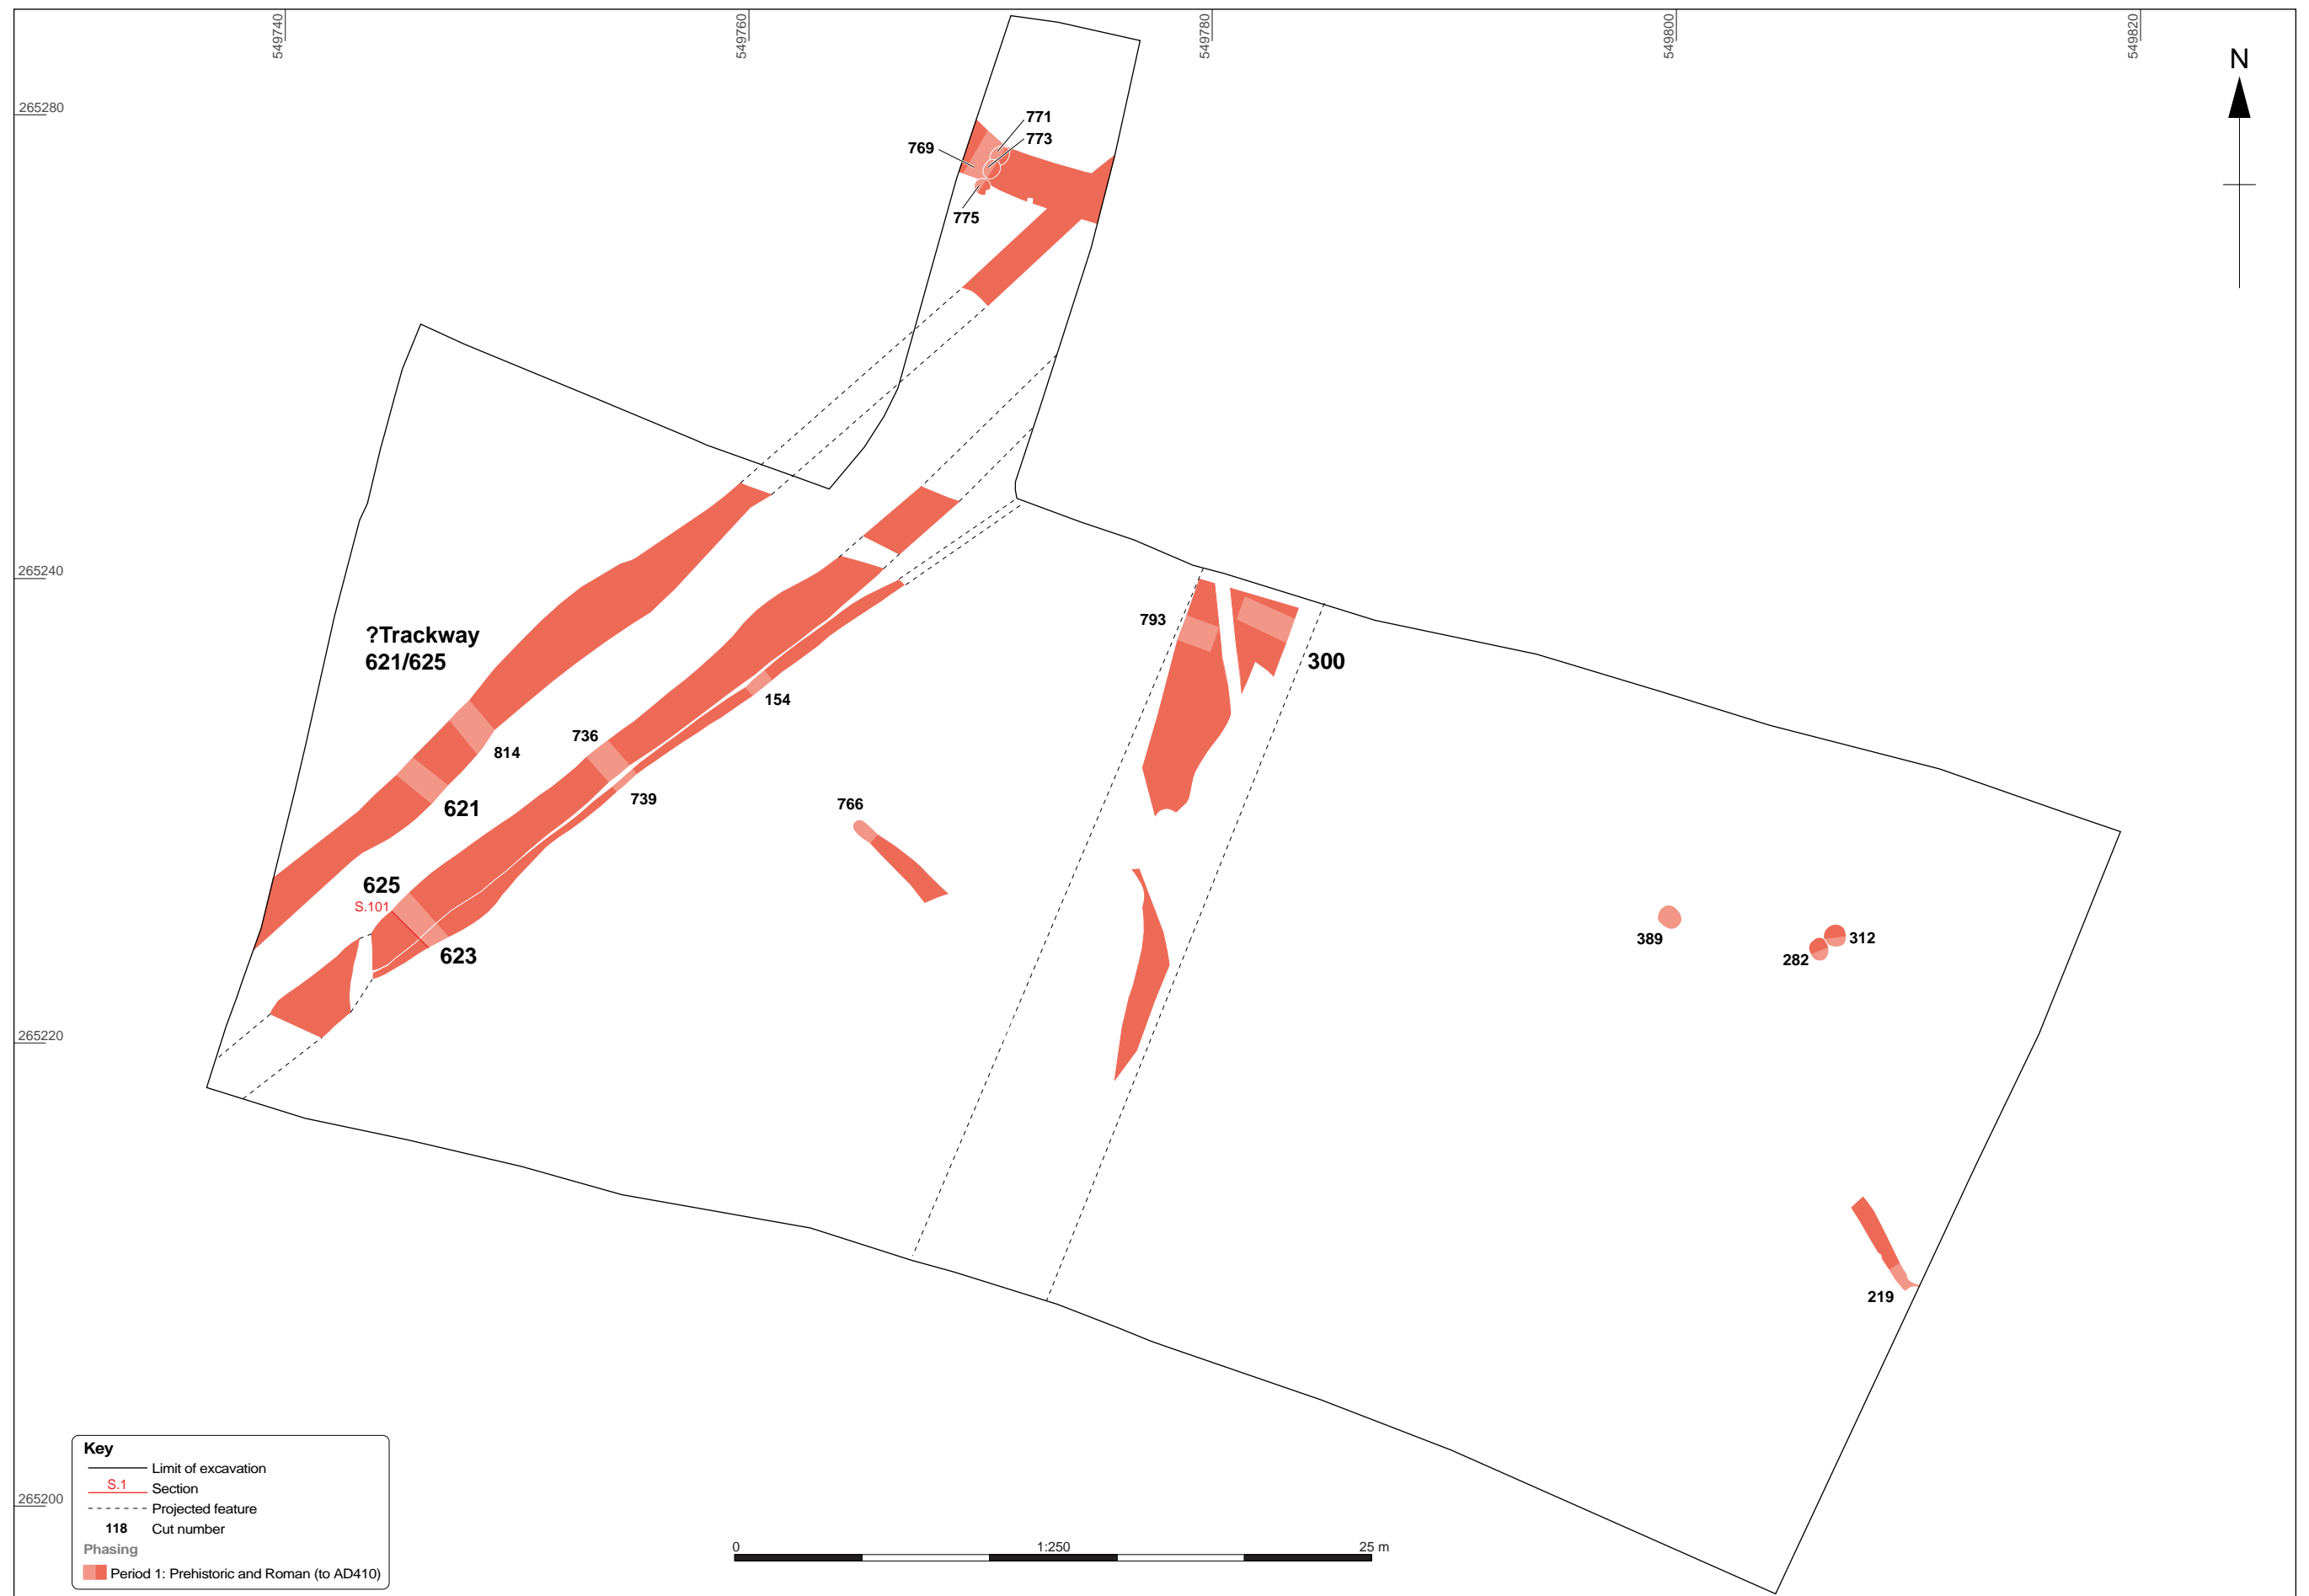 549740
549760
549780
549800
549820
N
265280
771
773
769
775
265240
?Trackway
621/625
793
300
154
736
814
739
621
766
625
S.101
623
389
312
282
265220
219
Key
Limit of excavation
S.1 Section
Projected feature
118 Cut number
Phasing
Period 1: Prehistoric and Roman (to AD410)
265200
0 1:250 25 m